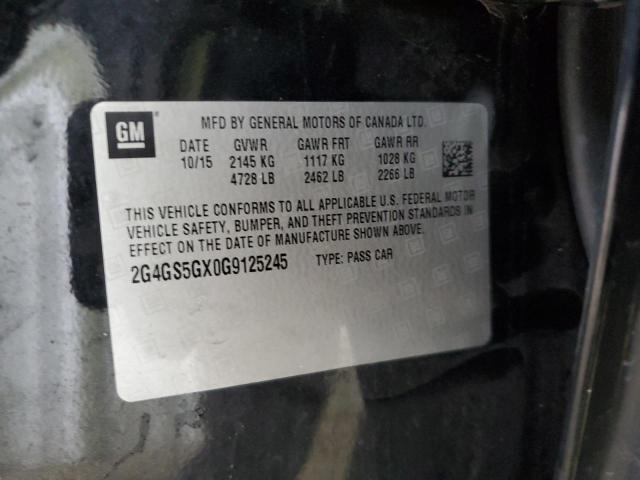 GM
MFD BY GENERAL MOTORS OF CANADA LTD.
DATE GVWR GAWR FRT GAWR RR
10/15 2145 KG 1117 KG 1028 KG
4728 LB 2462 LB 2266 LB
THIS VEHICLE CONFORMS TO ALL APPLICABLE U.S. FEDERAL MOTOR
VEHICLE SAFETY, BUMPER, AND THEFT PREVENTION STANDARDS IN
EFFECT ON THE DATE OF MANUFACTURE SHOWN ABOVE.
2G4GS5GX0G9125245 TYPE: PASS CAR